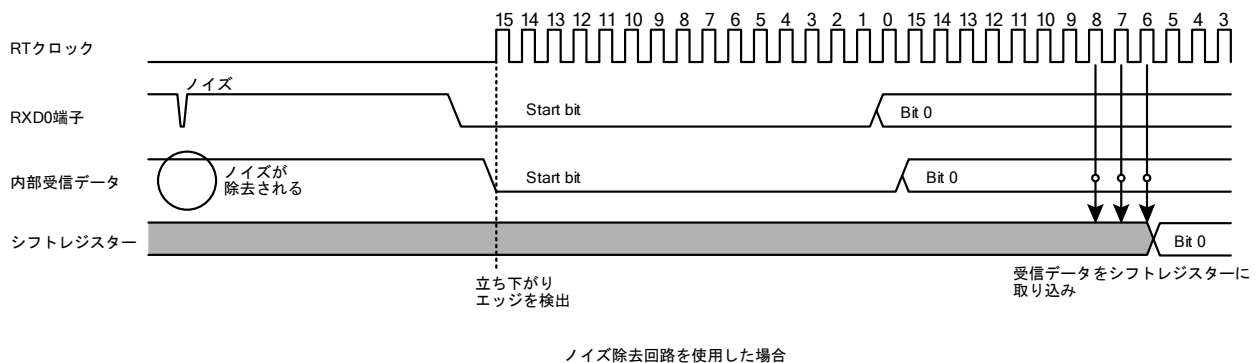 15 14 13 12 11 10 9 8 7 6 5 4 3 2 1 0 15 14 13 12 11 10 9 8 7 6 5 4 3
RTクロック
ノイズ
RXD0端子
Start bit
Bit 0
内部受信データ
ノイズが
除去される
Start bit
Bit 0
シフトレジスター
Bit 0
立ち下がり
エッジを検出
受信データをシフトレジスターに
取り込み
ノイズ除去回路を使用した場合